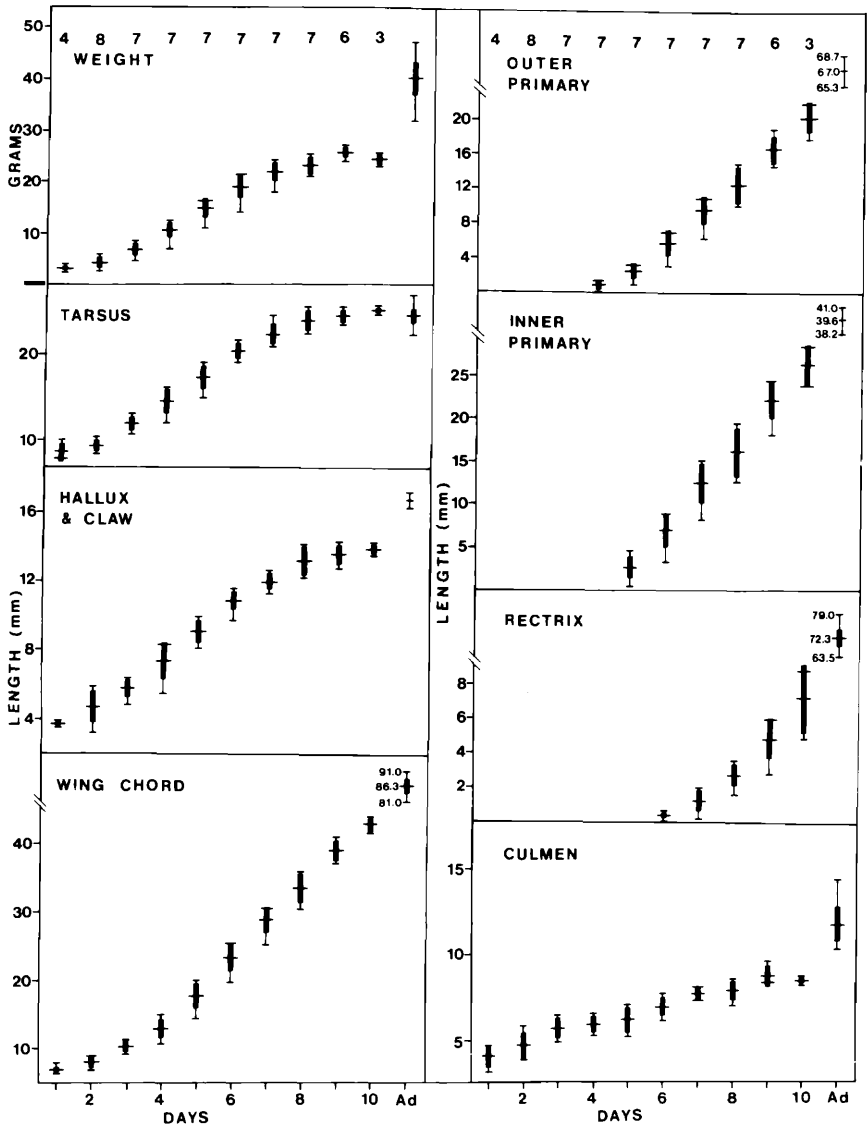 4 8 7 7 7 7 7 7 6 3
WEIGHT
50
40
30
20
10
GRAMS
TARSUS
20
10
HALLUX
& CLAW
16
12
8
4
LENGTH (mm)
WING CHORD
91.0
86.3
81.0
40
30
20
10
2 4 6 8 10 Ad
DAYS
4 8 7 7 7 7 7 7 6 3
OUTER
PRIMARY
68.7
67.0
65.3
20
16
12
8
4
INNER
PRIMARY
41.0
39.6
38.2
25
20
15
10
5
LENGTH (mm)
RECTRIX
79.0
72.3
63.5
8
6
4
2
CULMEN
15
10
5
2 4 6 8 10 Ad
DAYS